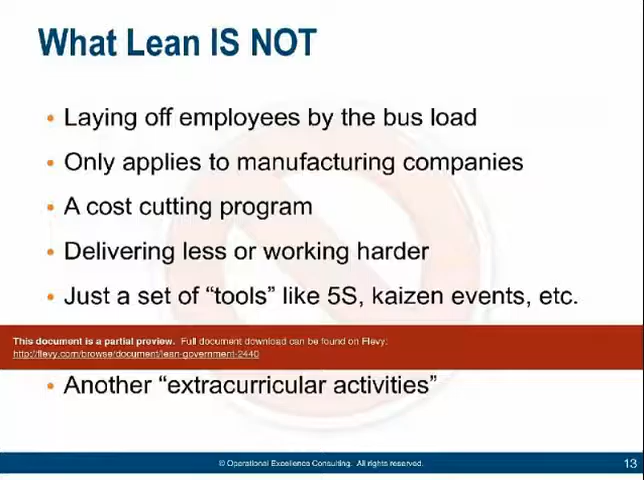 What Lean IS NOT
• Laying off employees by the bus load
• Only applies to manufacturing companies
• A cost cutting program
• Delivering less or working harder
• Just a set of “tools” like 5S, kaizen events, etc.
This document is a partial preview. Full document download can be found on Flevy:
http://flevy.com/browse/document/lean-government-2440
• Another “extracurricular activities”
© Operational Excellence Consulting. All rights reserved.
13